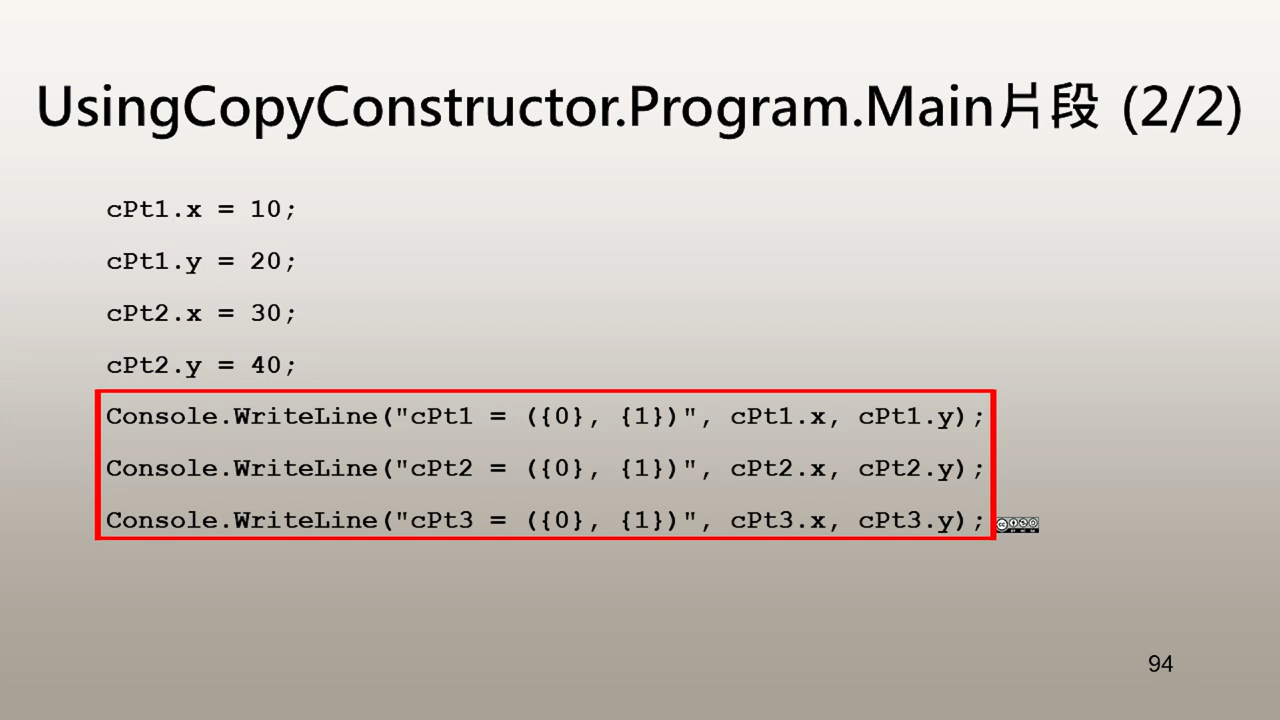 UsingCopyConstructor.Program.Main片段 (2/2)
cPt1.x = 10;
cPt1.y = 20;
cPt2.x = 30;
cPt2.y = 40;
Console.WriteLine("cPt1 = ({0}, {1})", cPt1.x, cPt1.y);
Console.WriteLine("cPt2 = ({0}, {1})", cPt2.x, cPt2.y);
Console.WriteLine("cPt3 = ({0}, {1})", cPt3.x, cPt3.y);
94